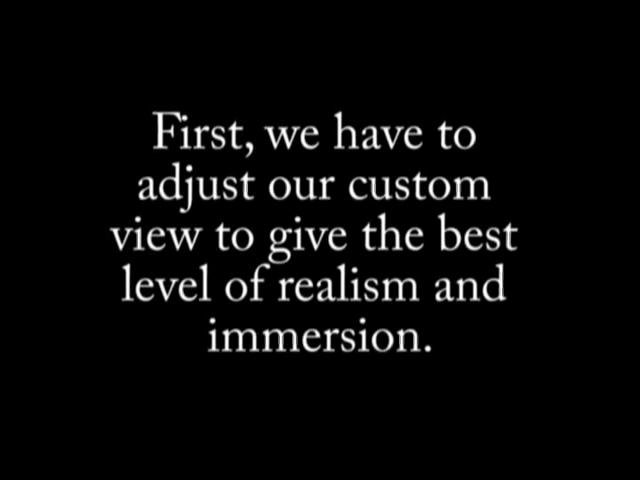 First, we have to
adjust our custom
view to give the best
level of realism and
immersion.